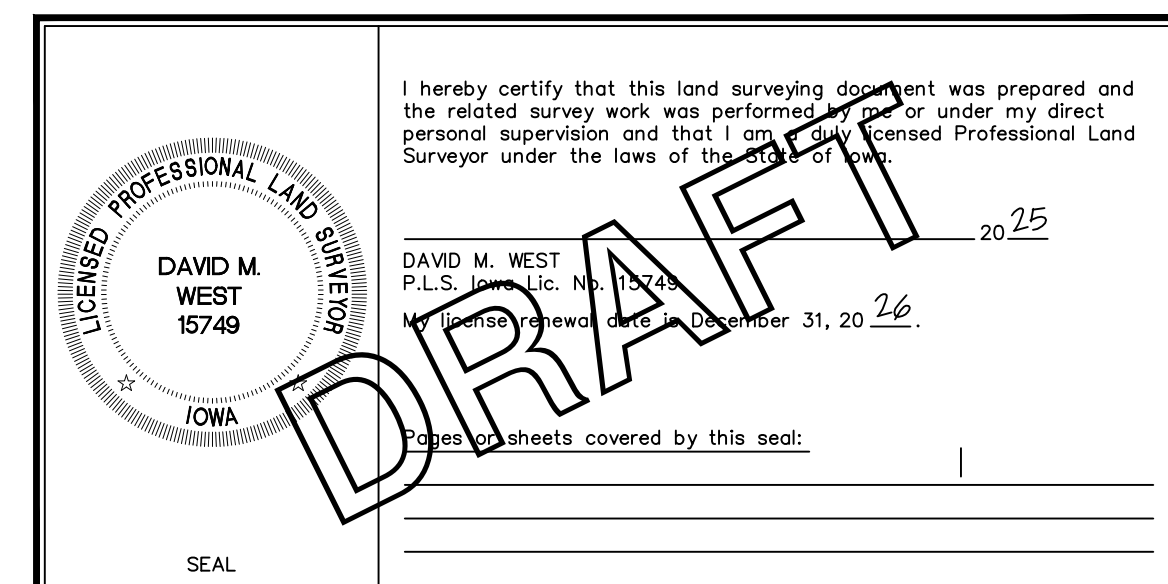 LICENSED PROFESSIONAL LAND SURVEYOR
DAVID M.
WEST
15749
IOWA
SEAL
I hereby certify that this land surveying document was prepared and
the related survey work was performed by me or under my direct
personal supervision and that I am a duly licensed Professional Land
Surveyor under the laws of the State of Iowa.
20 25
DAVID M. WEST
P.L.S. Iowa Lic. No. 15749
My license renewal date is December 31, 20 26.
Pages or sheets covered by this seal:
DRAFT